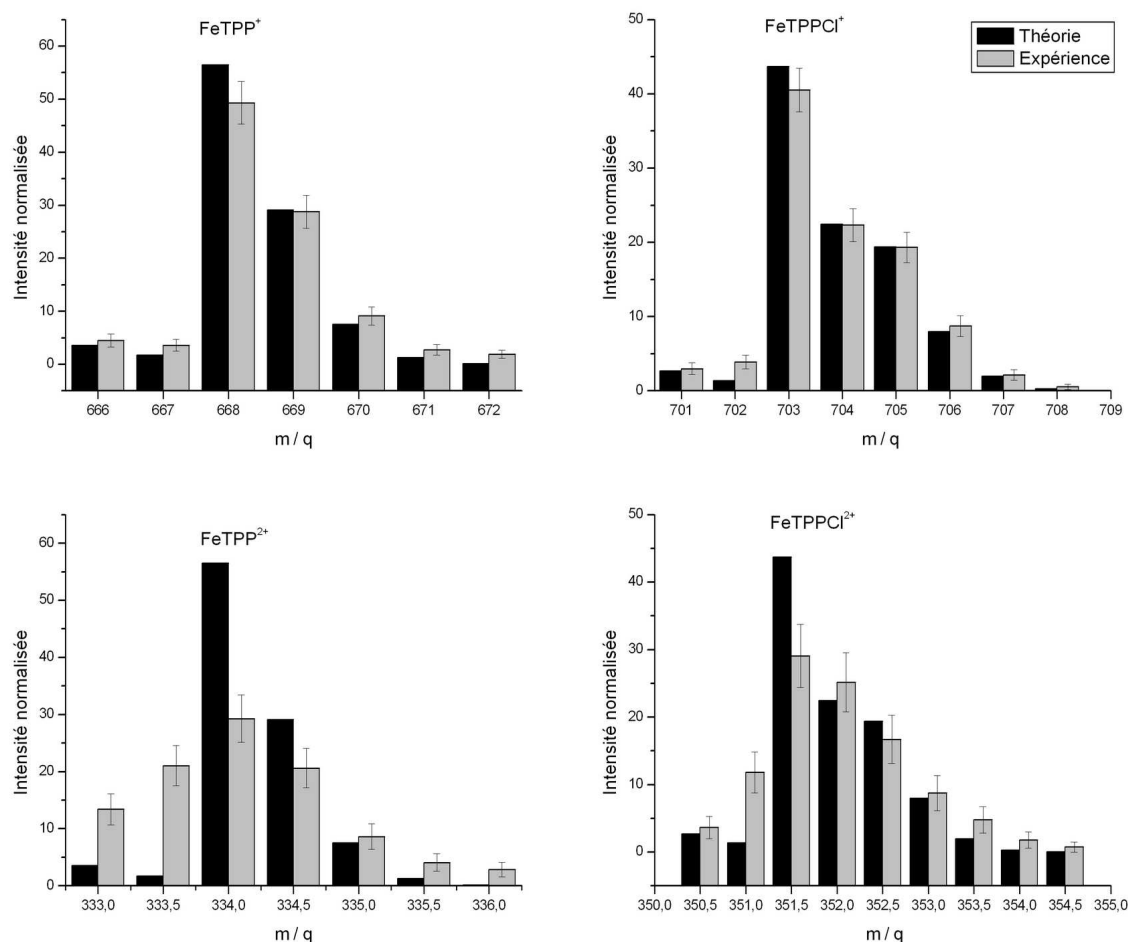 FeTPP⁺
Intensité normalisée
60
50
40
30
20
10
0
666 667 668 669 670 671 672
m / q
FeTPPCl⁺
Théorie
Expérience
Intensité normalisée
50
40
30
20
10
0
701 702 703 704 705 706 707 708 709
m / q
FeTPP²⁺
Intensité normalisée
60
50
40
30
20
10
0
333,0 333,5 334,0 334,5 335,0 335,5 336,0
m / q
FeTPPCl²⁺
Intensité normalisée
50
40
30
20
10
0
350,0 350,5 351,0 351,5 352,0 352,5 353,0 353,5 354,0 354,5 355,0
m / q